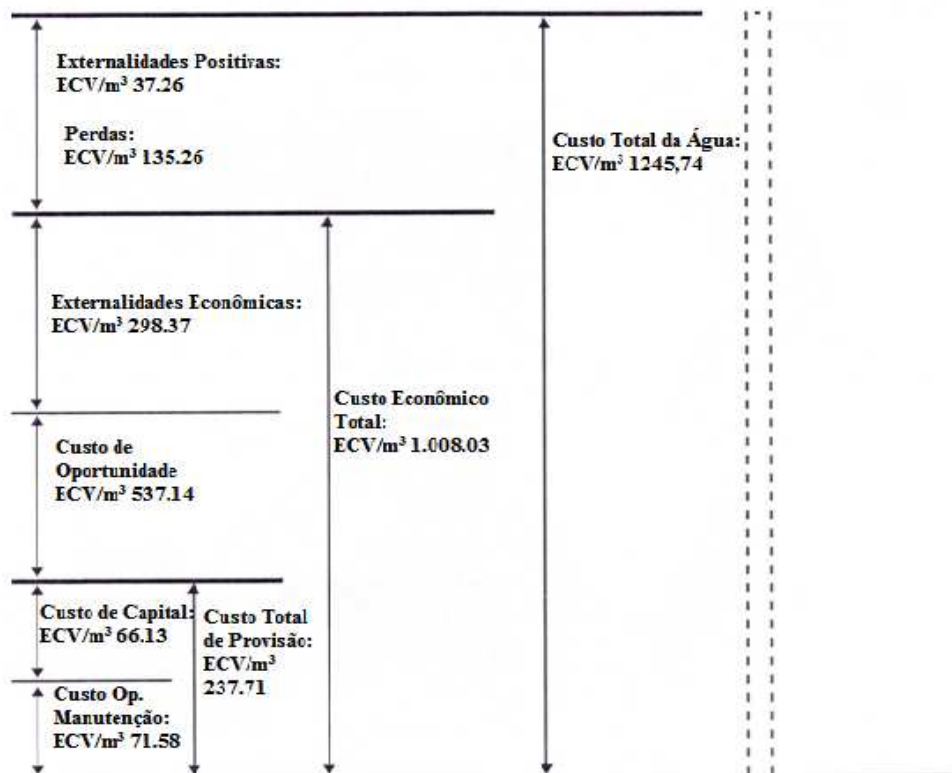 Externalidades Positivas:
ECV/m³ 37.26
Perdas:
ECV/m³ 135.26
Custo Total da Água:
ECV/m³ 1245,74
Externalidades Econômicas:
ECV/m³ 298.37
Custo Econômico
Total:
ECV/m³ 1.008.03
Custo de
Oportunidade
ECV/m³ 537.14
Custo de Capital:
ECV/m³ 66.13
Custo Total
de Provisão:
ECV/m³
237.71
Custo Op.
Manutenção:
ECV/m³ 71.58